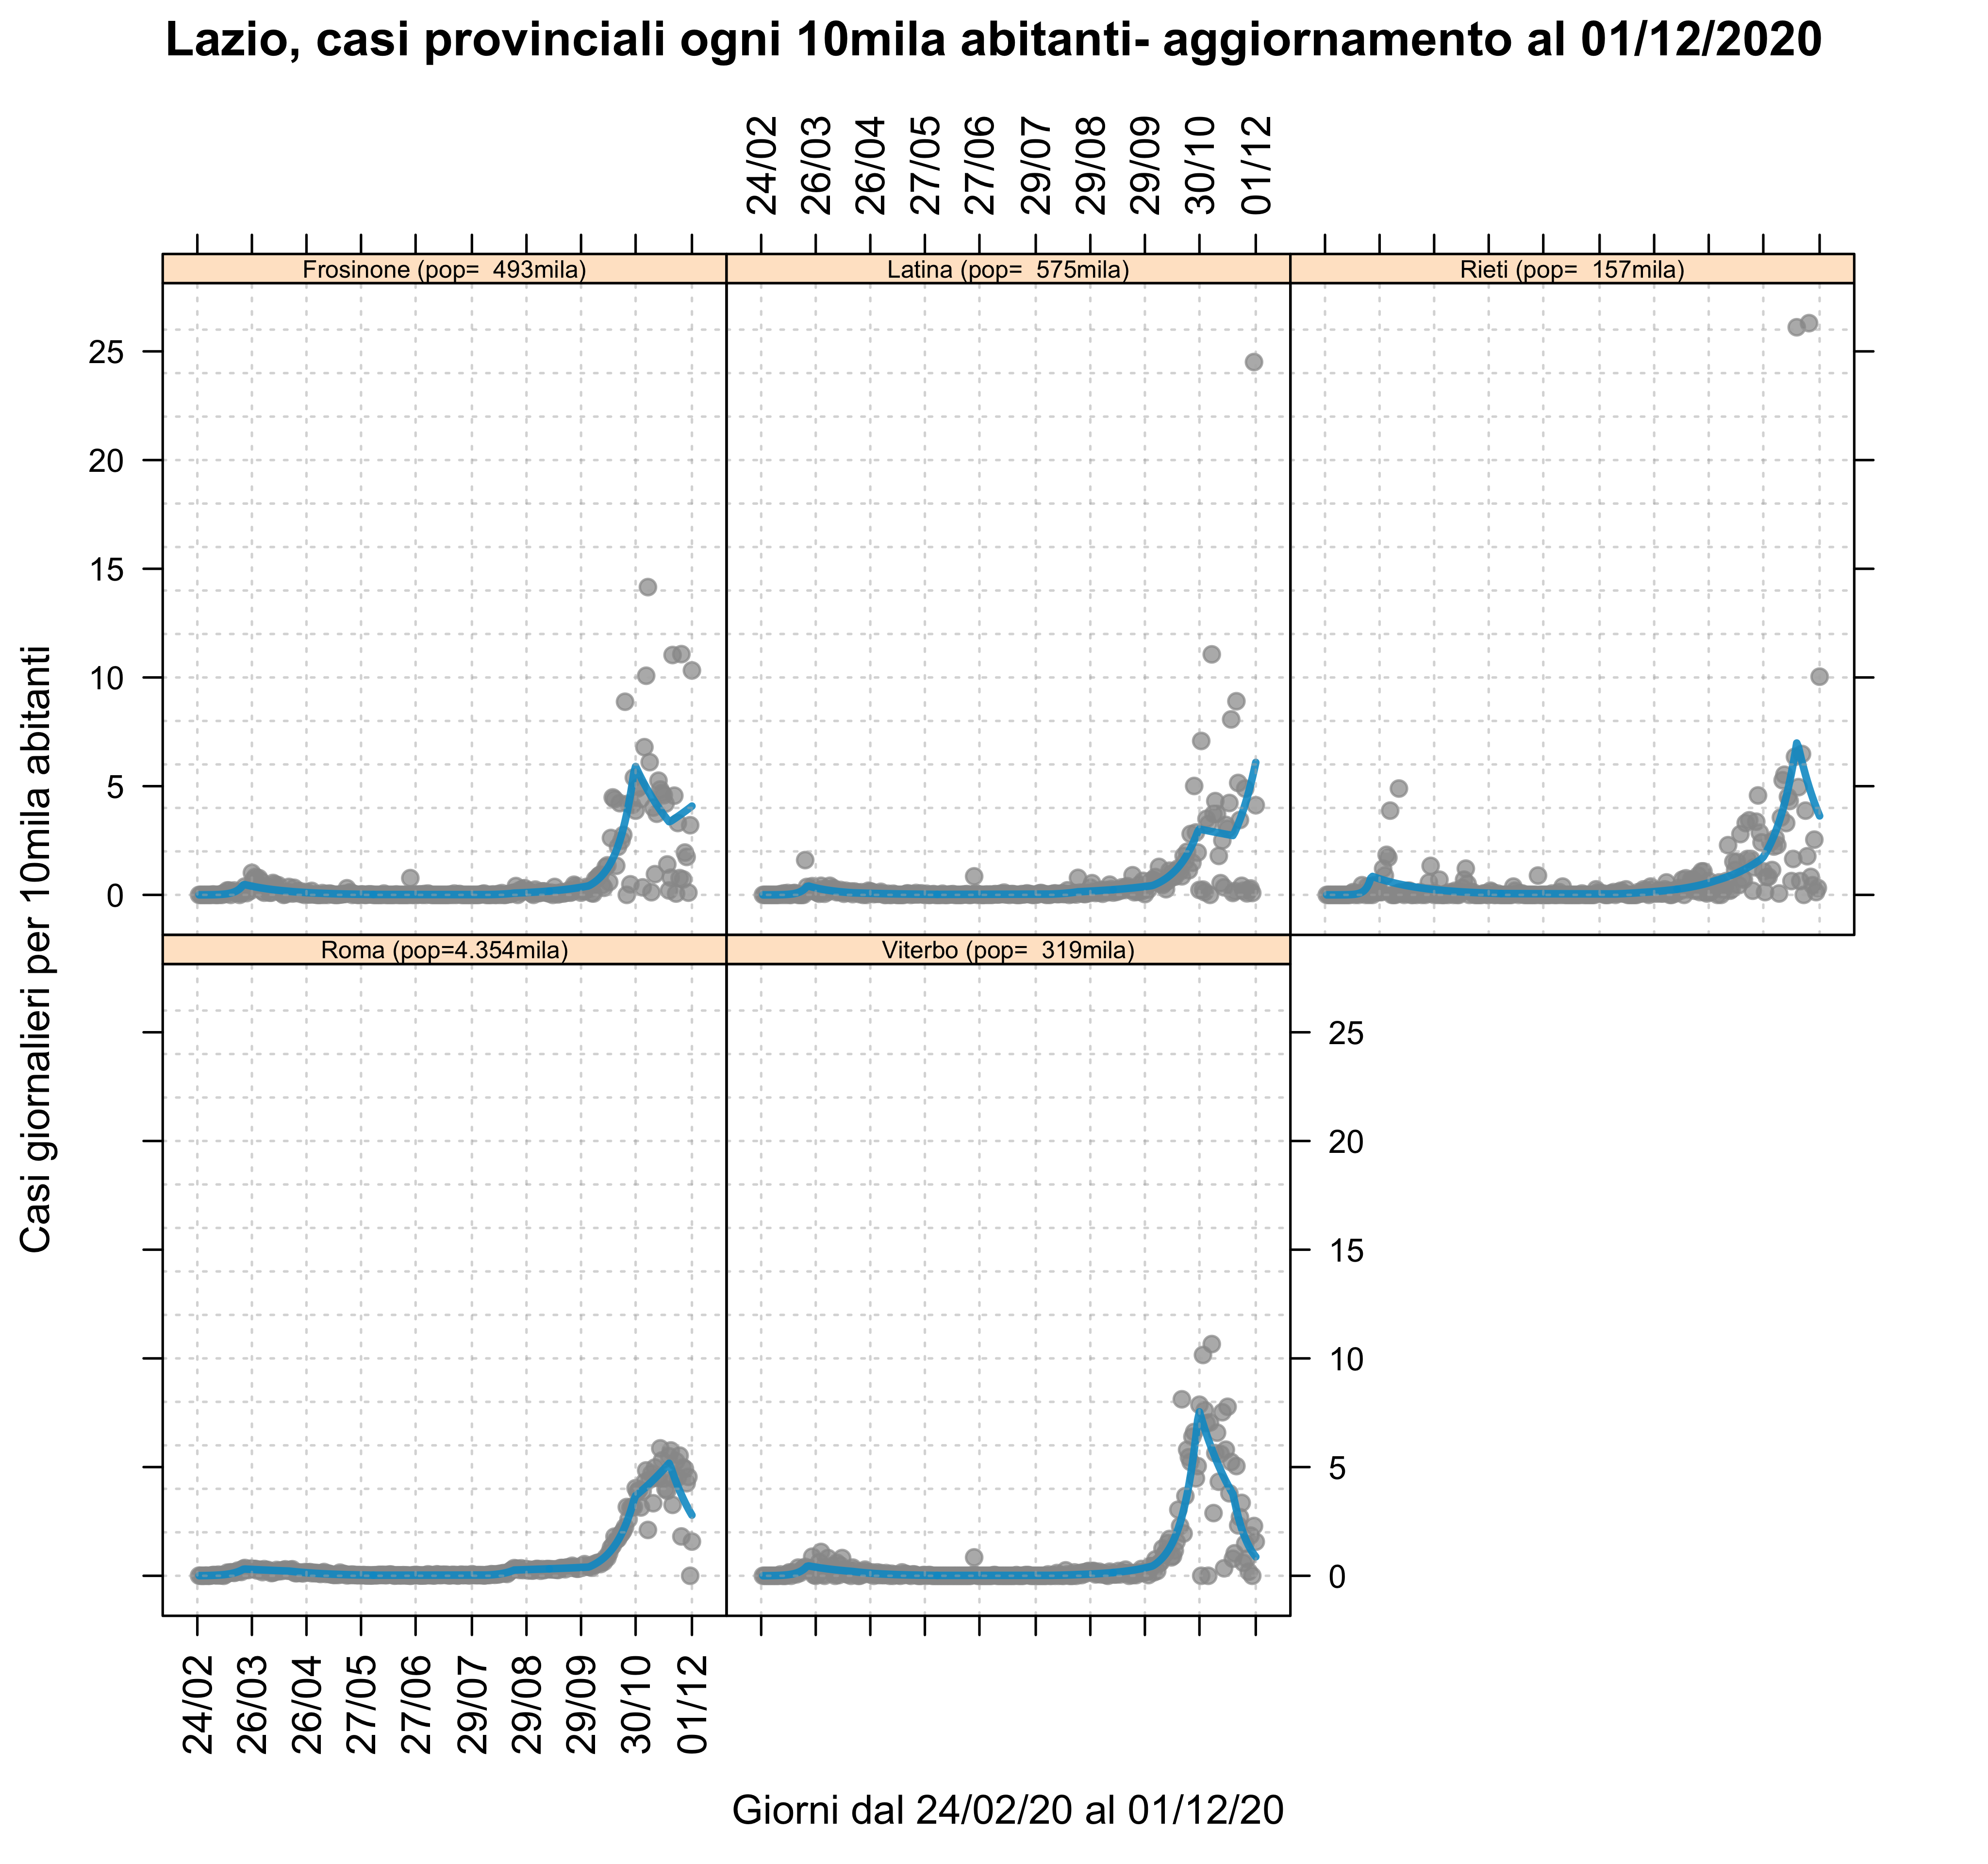 Lazio, casi provinciali ogni 10mila abitanti- aggiornamento al 01/12/2020
24/02 26/03 26/04 27/05 27/06 29/07 29/08 29/09 30/10 01/12
Frosinone (pop=  493mila)
Latina (pop=  575mila)
Rieti (pop=  157mila)
25
20
15
10
5
0
Casi giornalieri per 10mila abitanti
Roma (pop=4.354mila)
Viterbo (pop=  319mila)
25
20
15
10
5
0
24/02 26/03 26/04 27/05 27/06 29/07 29/08 29/09 30/10 01/12
Giorni dal 24/02/20 al 01/12/20